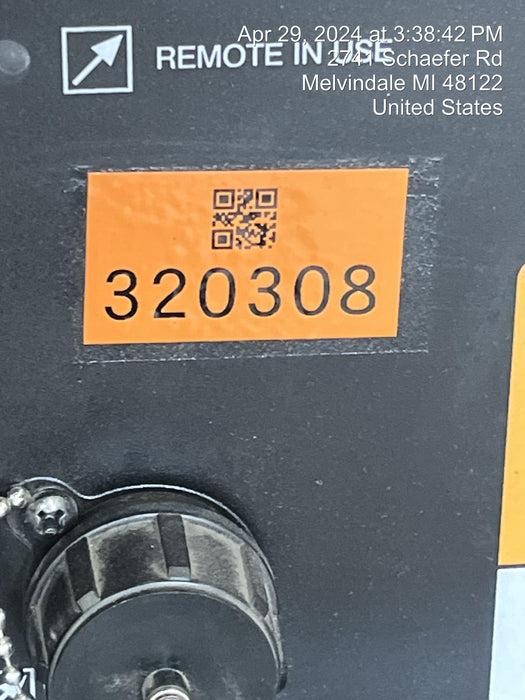 Apr 29, 2024 at 3:38:42 PM
REMOTE IN USE
2741 Schaefer Rd
Melvindale MI 48122
United States
320308